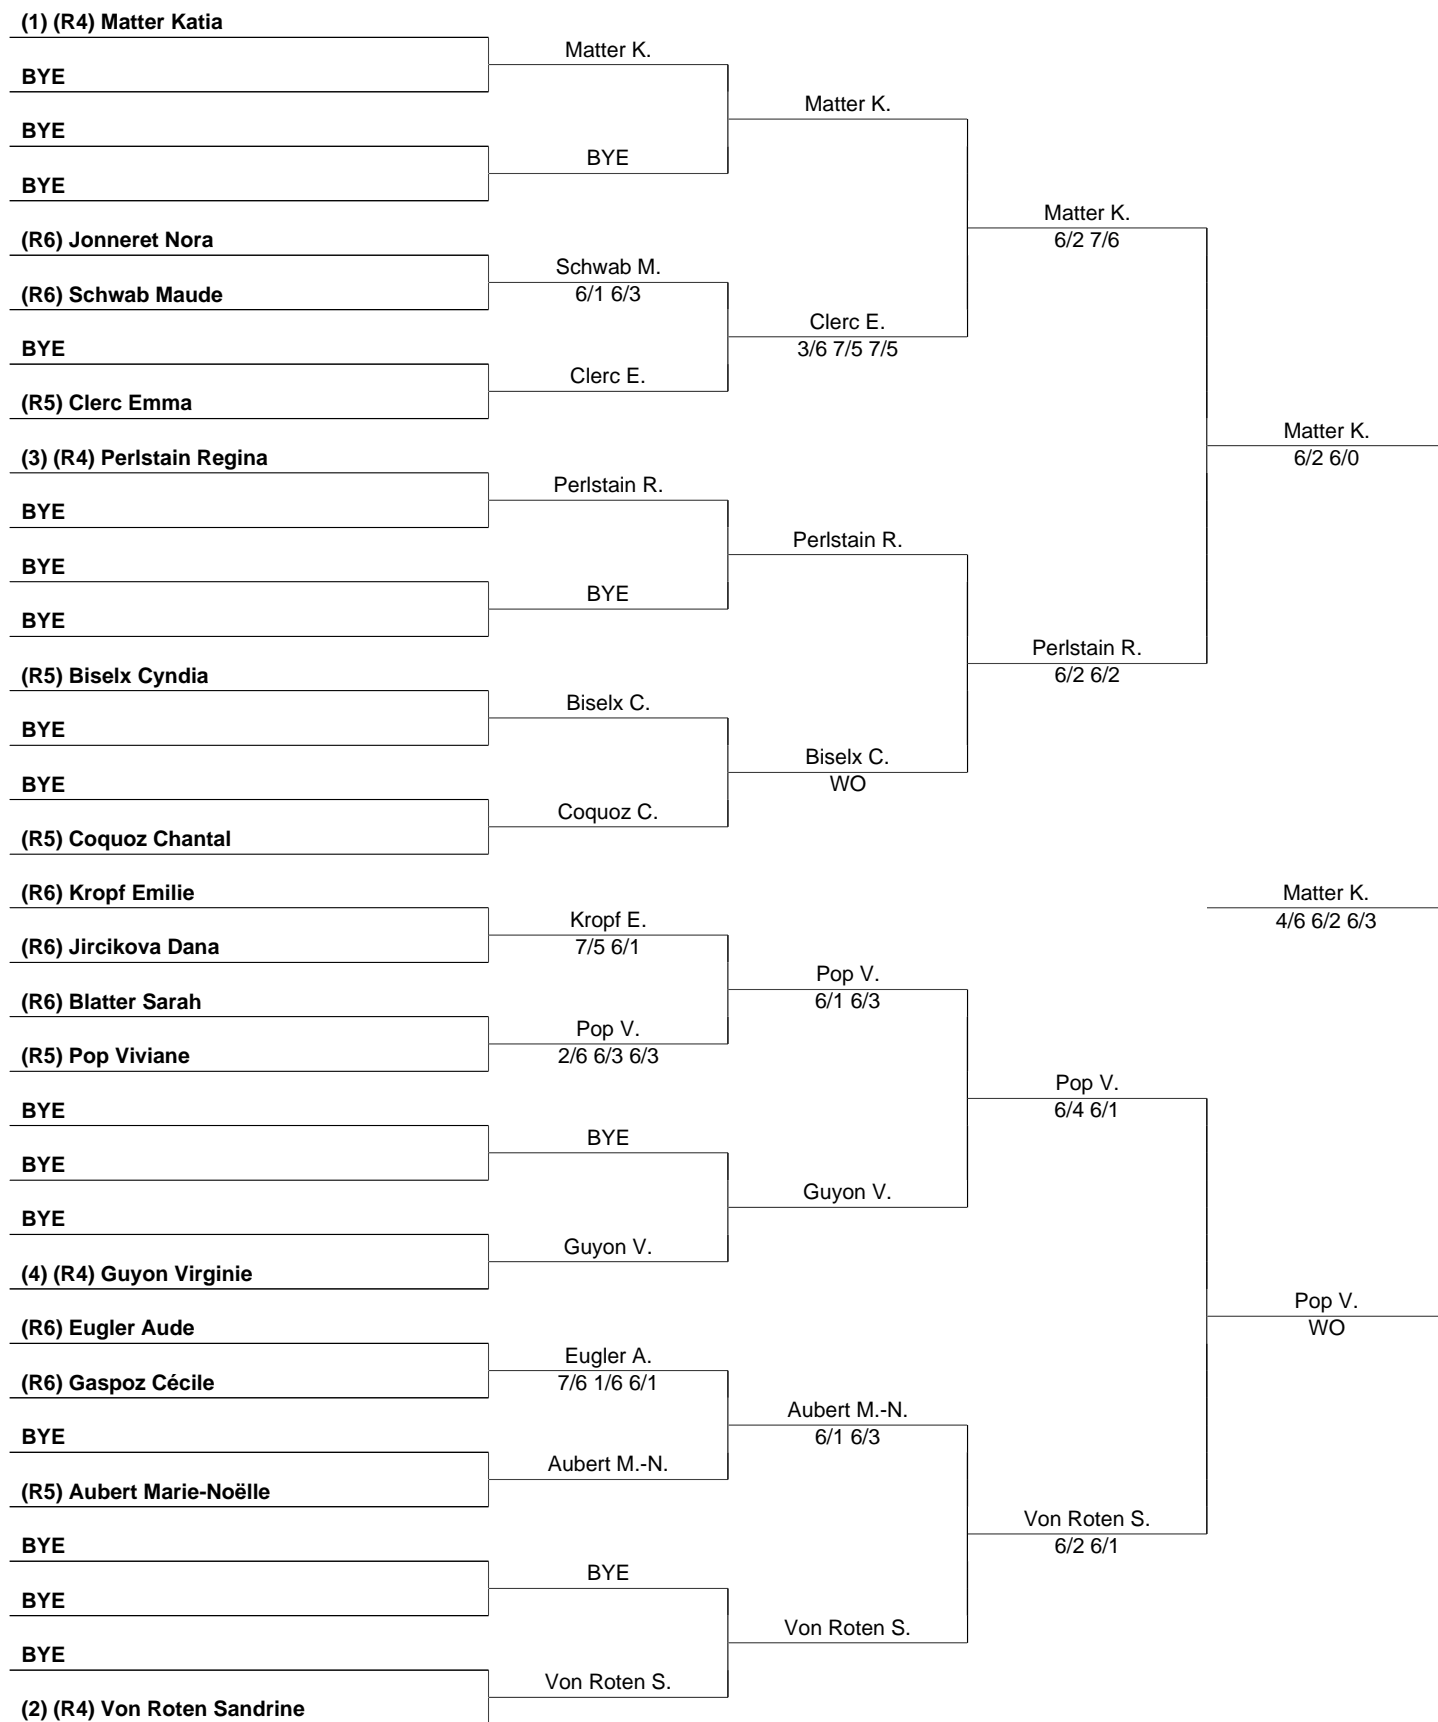 (1) (R4) Matter Katia
BYE
BYE
BYE
(R6) Jonneret Nora
(R6) Schwab Maude
BYE
(R5) Clerc Emma
(3) (R4) Perlstain Regina
BYE
BYE
BYE
(R5) Biselx Cyndia
BYE
BYE
(R5) Coquoz Chantal
(R6) Kropf Emilie
(R6) Jircikova Dana
(R6) Blatter Sarah
(R5) Pop Viviane
BYE
BYE
BYE
(4) (R4) Guyon Virginie
(R6) Eugler Aude
(R6) Gaspoz Cécile
BYE
(R5) Aubert Marie-Noëlle
BYE
BYE
BYE
(2) (R4) Von Roten Sandrine
Matter K.
BYE
Schwab M.
6/1 6/3
Clerc E.
Perlstain R.
BYE
Biselx C.
Coquoz C.
Kropf E.
7/5 6/1
Pop V.
2/6 6/3 6/3
BYE
Guyon V.
Eugler A.
7/6 1/6 6/1
Aubert M.-N.
BYE
Von Roten S.
Matter K.
Clerc E.
3/6 7/5 7/5
Perlstain R.
Biselx C.
WO
Pop V.
6/1 6/3
Guyon V.
Aubert M.-N.
6/1 6/3
Von Roten S.
Matter K.
6/2 7/6
Perlstain R.
6/2 6/2
Pop V.
6/4 6/1
Von Roten S.
6/2 6/1
Matter K.
6/2 6/0
Matter K.
4/6 6/2 6/3
Pop V.
WO